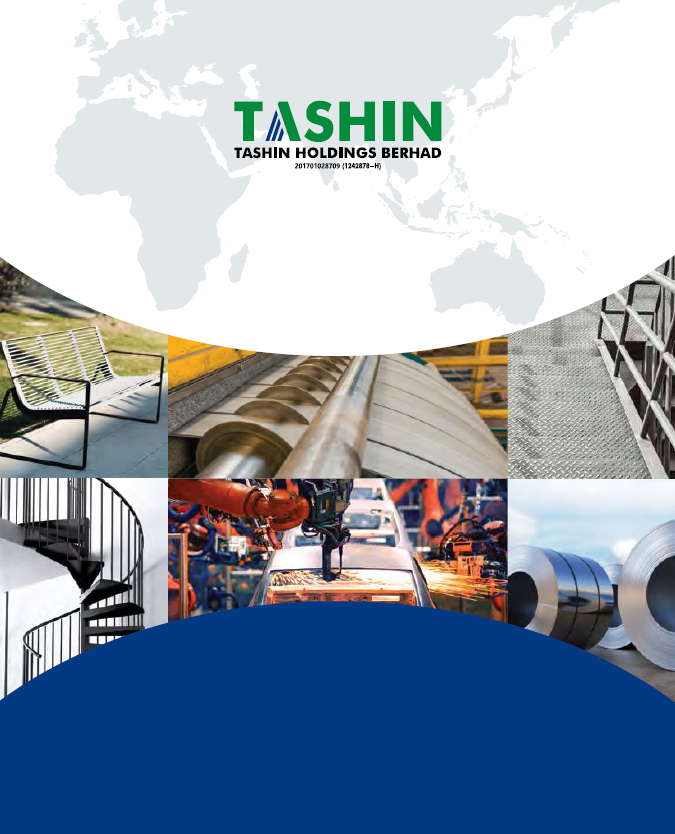 TASHIN
TASHIN HOLDINGS BERHAD
201701028709 (1242878–H)